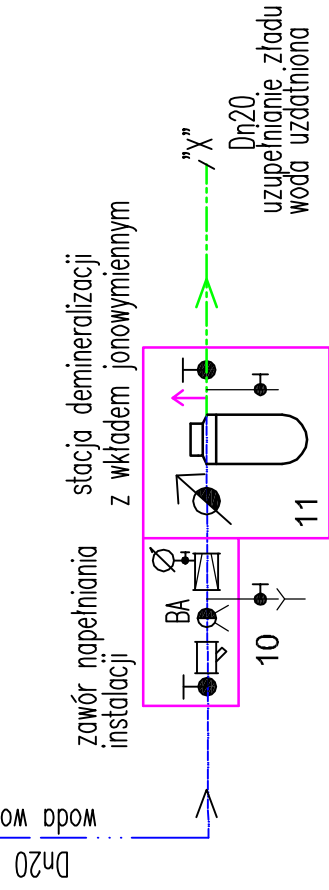 Dn20
woda wo
zawór napełniania
instalacji
BA
10
stacja demineralizacji
z wkładem jonowymiennym
11
"X"
Dn20
uzupełnianie zładu
woda uzdatniona